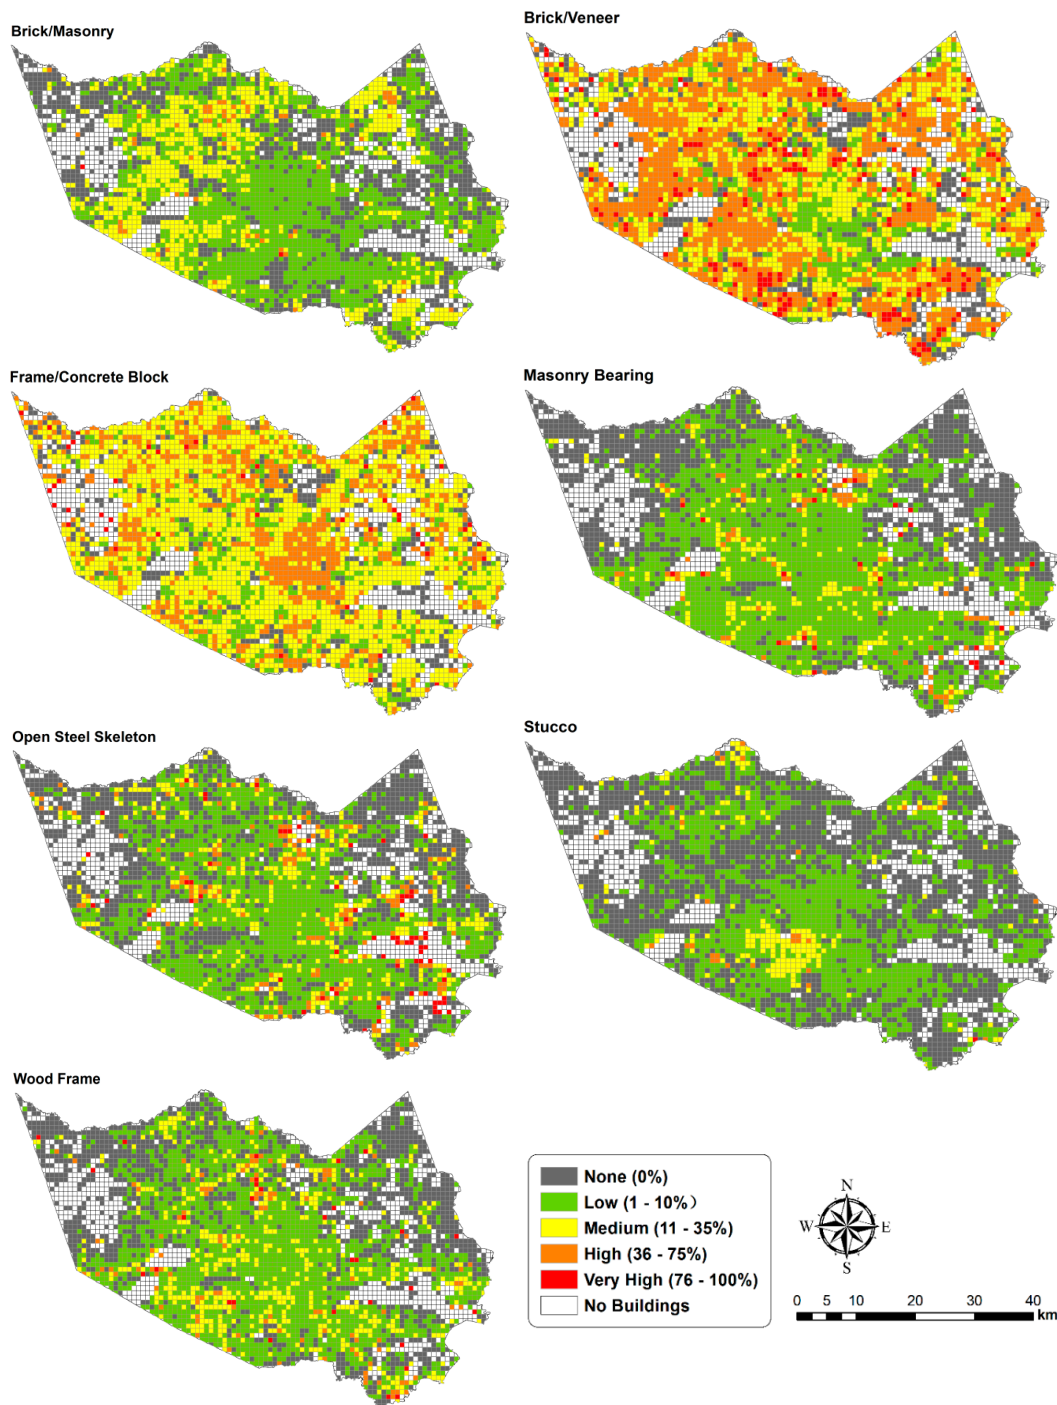 Brick/Masonry
Brick/Veneer
Frame/Concrete Block
Masonry Bearing
Open Steel Skeleton
Stucco
Wood Frame
None (0%)
Low (1 - 10%）
Medium (11 - 35%)
High (36 - 75%)
Very High (76 - 100%)
No Buildings
N
W E
S
0 5 10 20 30 40
km